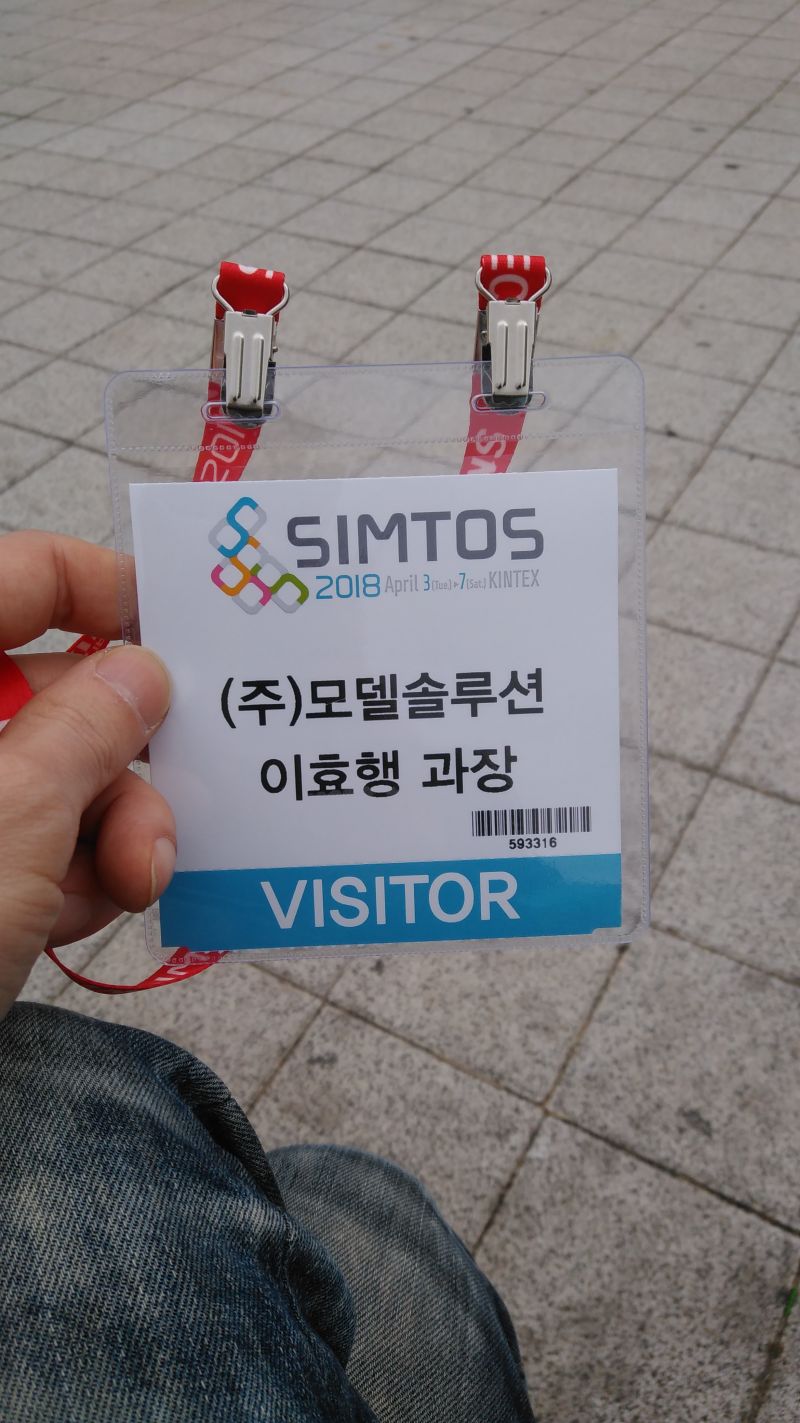 SIMTOS
2018 April 3(Tue.)▸7(Sat.) KINTEX
(주)모델솔루션
이효행 과장
593316
VISITOR